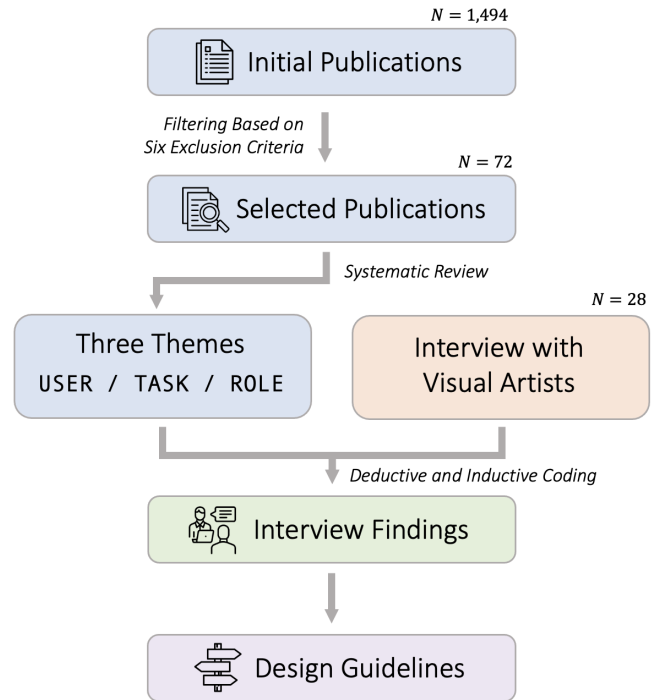 N = 1,494
Initial Publications
Filtering Based on
Six Exclusion Criteria
N = 72
Selected Publications
Systematic Review
N = 28
Three Themes
USER / TASK / ROLE
Interview with
Visual Artists
Deductive and Inductive Coding
Interview Findings
Design Guidelines